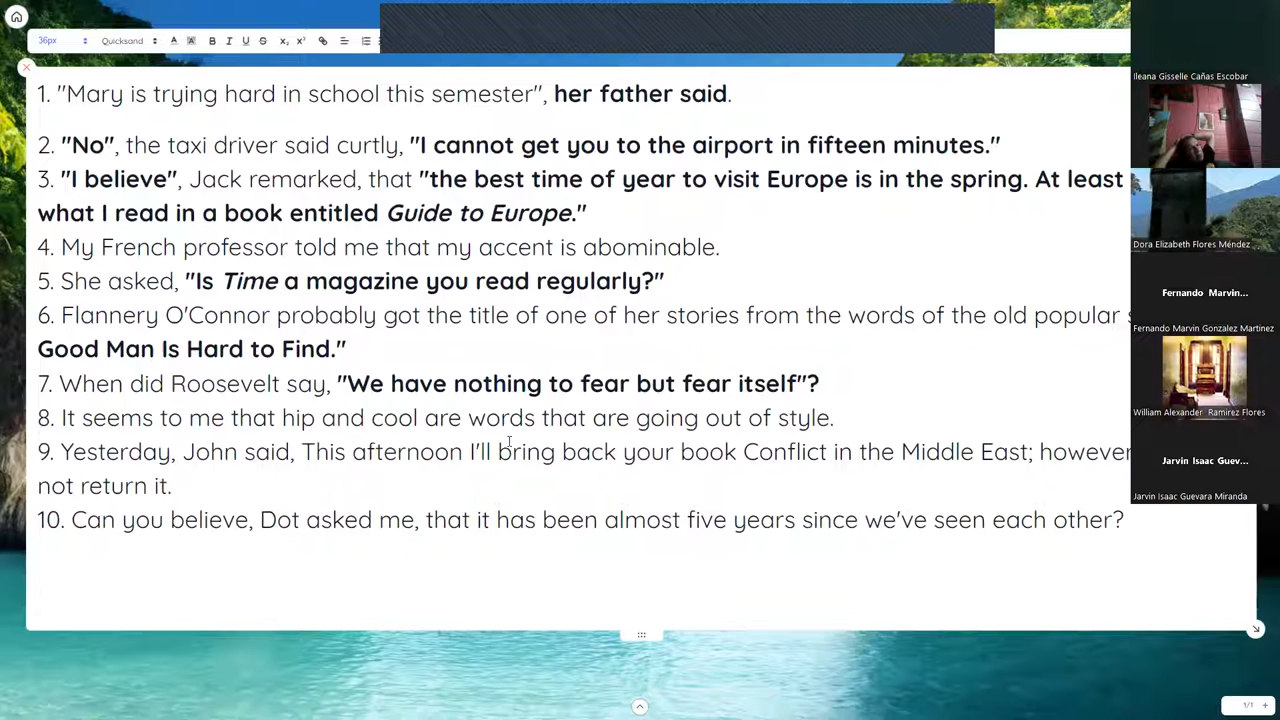 Ileana Gisselle Cañas Escobar
36px Quicksand A A B I U S X₂ X²
1. "Mary is trying hard in school this semester", her father said.
2. "No", the taxi driver said curtly, "I cannot get you to the airport in fifteen minutes."
3. "I believe", Jack remarked, that "the best time of year to visit Europe is in the spring. At least
what I read in a book entitled Guide to Europe."
4. My French professor told me that my accent is abominable.
5. She asked, "Is Time a magazine you read regularly?"
6. Flannery O'Connor probably got the title of one of her stories from the words of the old popular
Good Man Is Hard to Find."
7. When did Roosevelt say, "We have nothing to fear but fear itself"?
8. It seems to me that hip and cool are words that are going out of style.
9. Yesterday, John said, This afternoon I'll bring back your book Conflict in the Middle East; however
not return it.
10. Can you believe, Dot asked me, that it has been almost five years since we've seen each other?
Dora Elizabeth Flores Méndez
Fernando Marvin...
Fernando Marvin Gonzalez Martinez
William Alexander Ramirez Flores
Jarvin Isaac Guev...
Jarvin Isaac Guevara Miranda
1/1